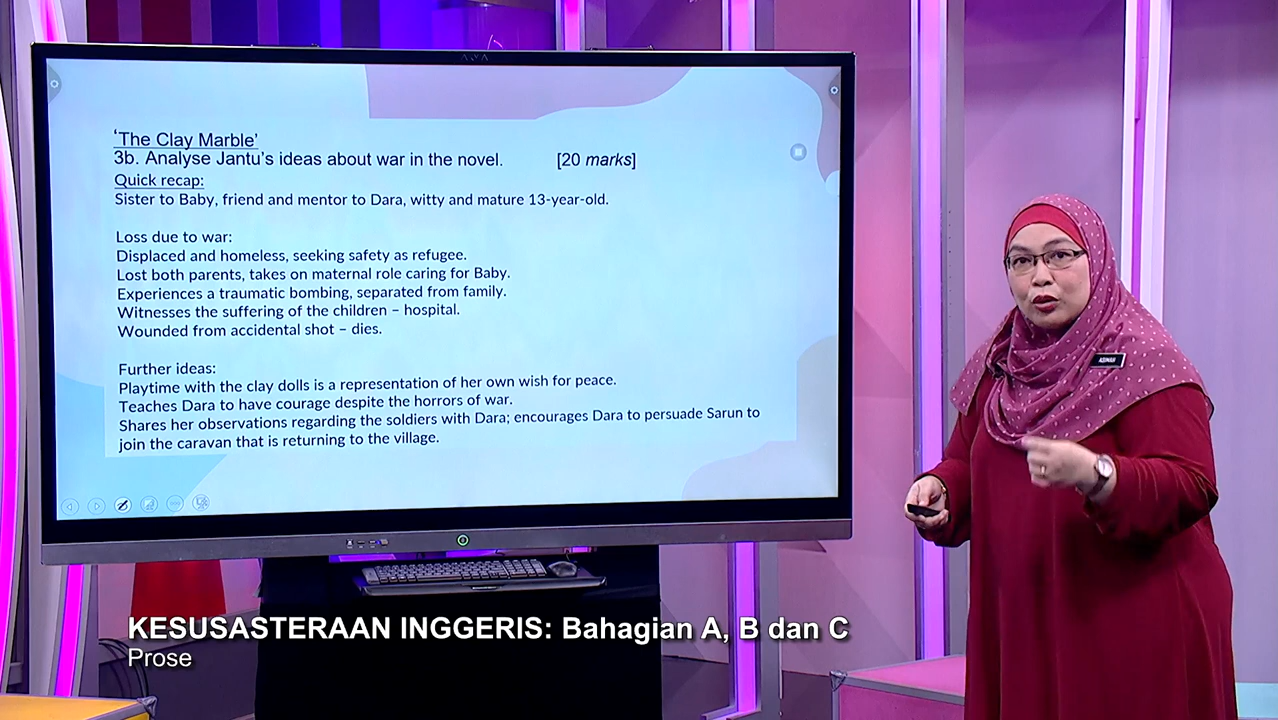 ‘The Clay Marble’
3b. Analyse Jantu’s ideas about war in the novel. [20 marks]
Quick recap:
Sister to Baby, friend and mentor to Dara, witty and mature 13-year-old.
Loss due to war:
Displaced and homeless, seeking safety as refugee.
Lost both parents, takes on maternal role caring for Baby.
Experiences a traumatic bombing, separated from family.
Witnesses the suffering of the children – hospital.
Wounded from accidental shot – dies.
Further ideas:
Playtime with the clay dolls is a representation of her own wish for peace.
Teaches Dara to have courage despite the horrors of war.
Shares her observations regarding the soldiers with Dara; encourages Dara to persuade Sarun to
join the caravan that is returning to the village.
KESUSASTERAAN INGGERIS: Bahagian A, B dan C
Prose